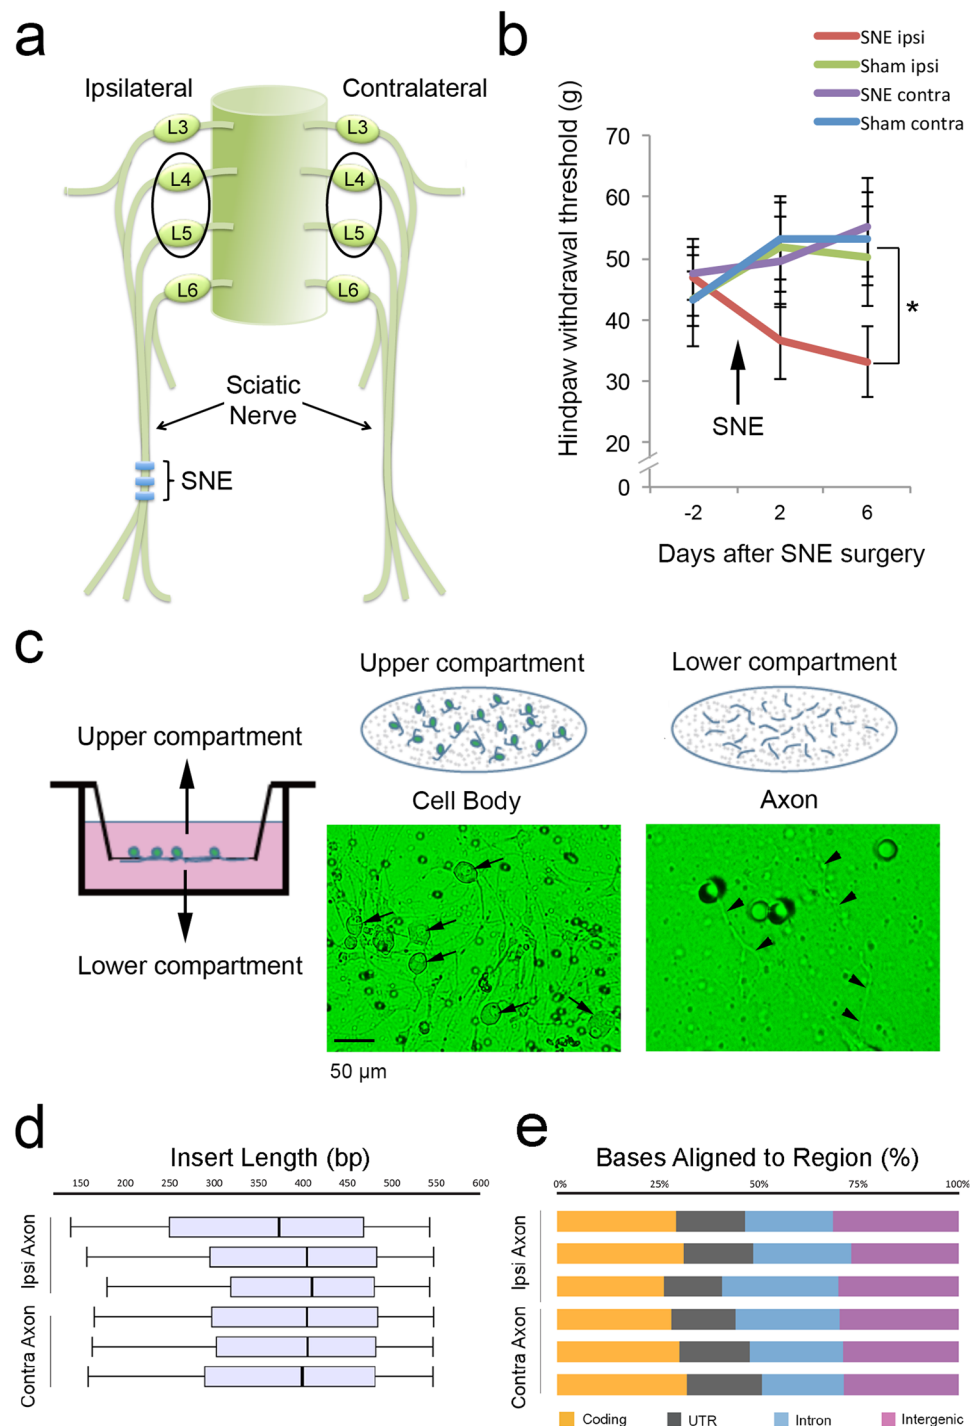 a
Ipsilateral
Contralateral
L3
L3
L4
L4
L5
L5
L6
L6
Sciatic
Nerve
SNE
b
SNE ipsi
Sham ipsi
SNE contra
Sham contra
Hindpaw withdrawal threshold (g)
70
60
50
40
30
20
0
*
SNE
-2
2
6
Days after SNE surgery
c
Upper compartment
Lower compartment
Upper compartment
Lower compartment
Cell Body
Axon
50 µm
d
Insert Length (bp)
150 200 250 300 350 400 450 500 550 600
Ipsi Axon
Contra Axon
e
Bases Aligned to Region (%)
0% 25% 50% 75% 100%
Ipsi Axon
Contra Axon
Coding UTR Intron Intergenic